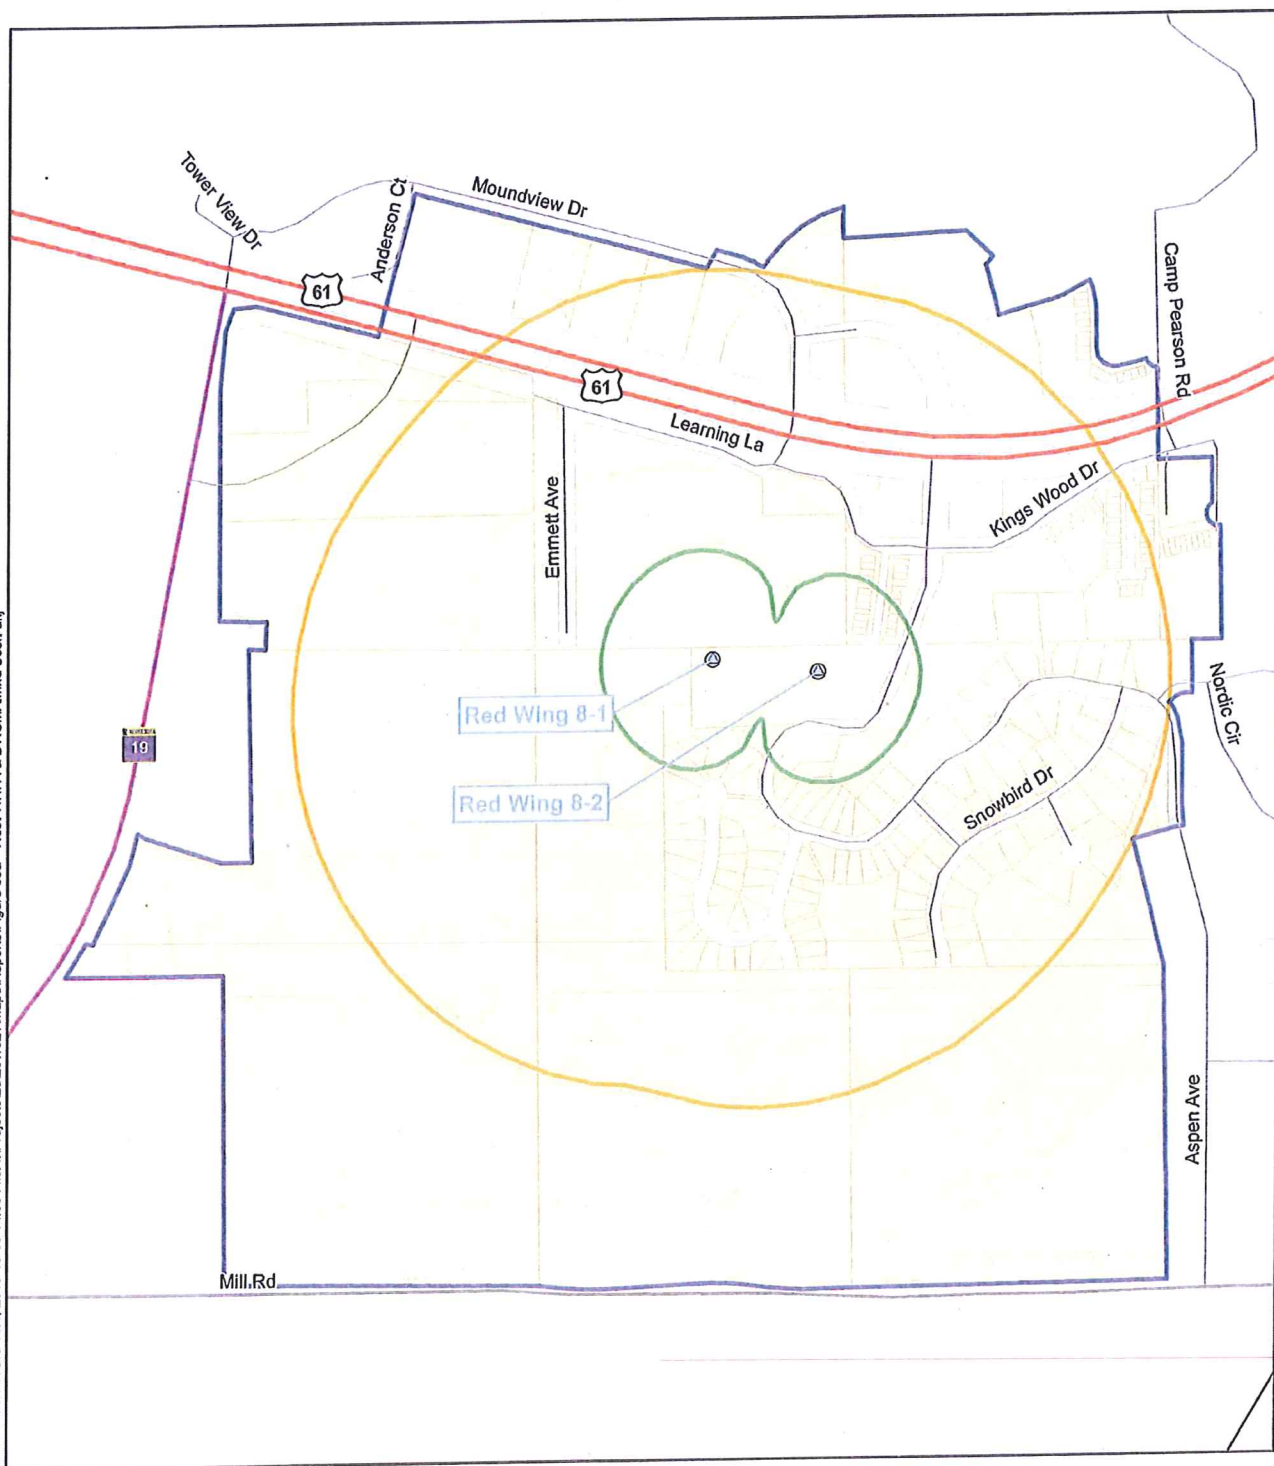 Tower View Dr
Anderson Ct
Moundview Dr
61
Camp Pearson Rd
61
Learning La
Emmett Ave
Kings Wood Dr
Red Wing 8-1
Nordic Cir
19
Red Wing 8-2
Snowbird Dr
Aspen Ave
Mill Rd